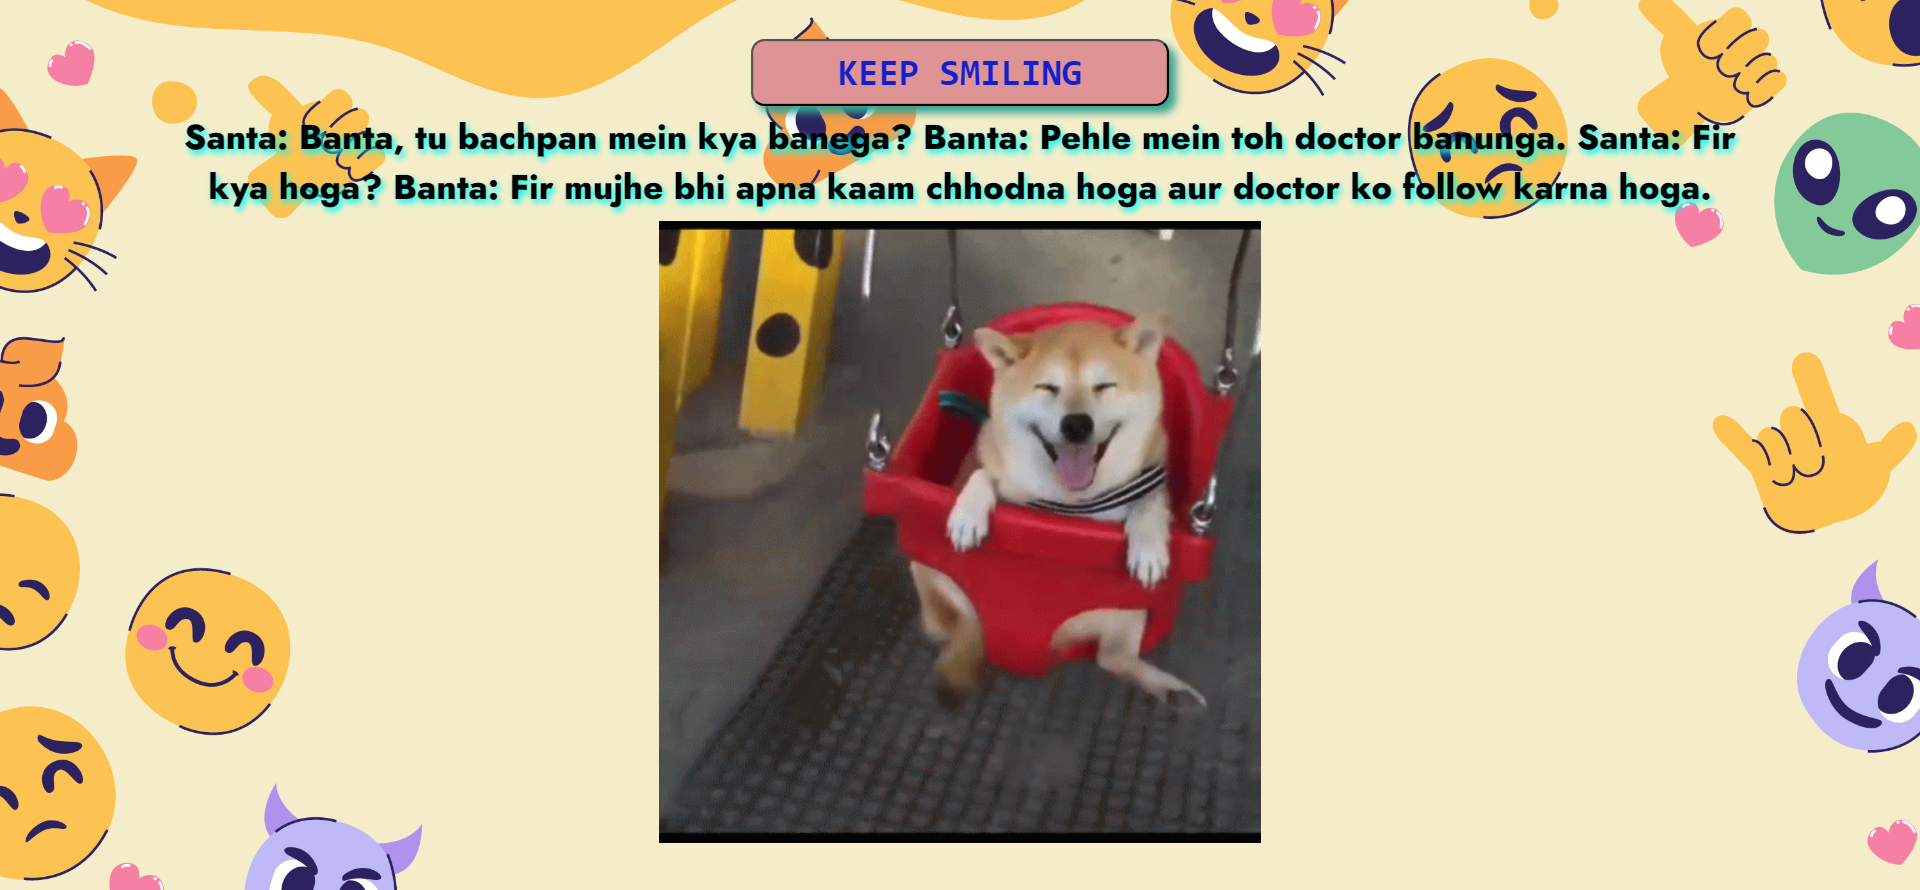 KEEP SMILING
Santa: Banta, tu bachpan mein kya banega? Banta: Pehle mein toh doctor banunga. Santa: Fir
kya hoga? Banta: Fir mujhe bhi apna kaam chhodna hoga aur doctor ko follow karna hoga.